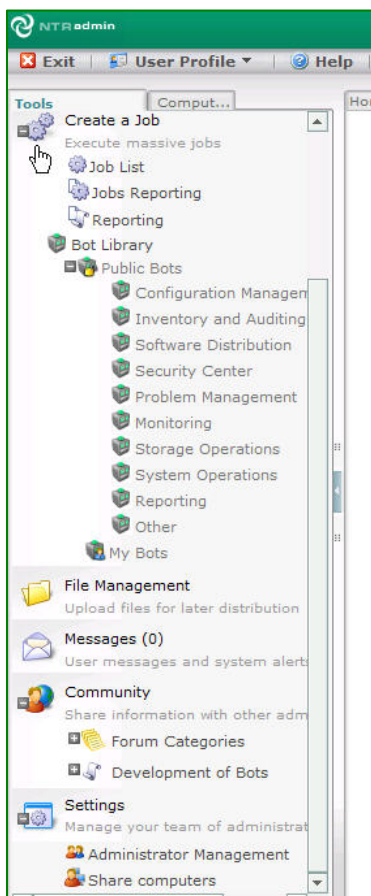 NTRadmin
Exit
User Profile
Help
Tools
Comput...
Create a Job
Execute massive jobs
Job List
Jobs Reporting
Reporting
Bot Library
Public Bots
Configuration
Inventory and Auditing
Software Distribution
Security Center
Problem Management
Monitoring
Storage Operations
System Operations
Reporting
Other
My Bots
File Management
Upload files for later distribution
Messages (0)
User messages and system alerts
Community
Share information with other adm
Forum Categories
Development of Bots
Settings
Manage your team of administrat
Administrator Management
Share computers